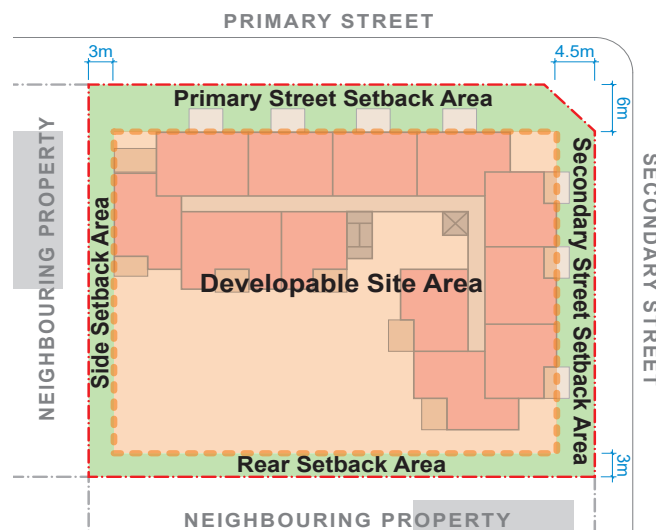 PRIMARY STREET
3m
4.5m
6m
Primary Street Setback Area
NEIGHBOURING PROPERTY
Side Setback Area
Developable Site Area
Secondary Street Setback Area
SECONDARY STREET
Rear Setback Area
3m
NEIGHBOURING PROPERTY